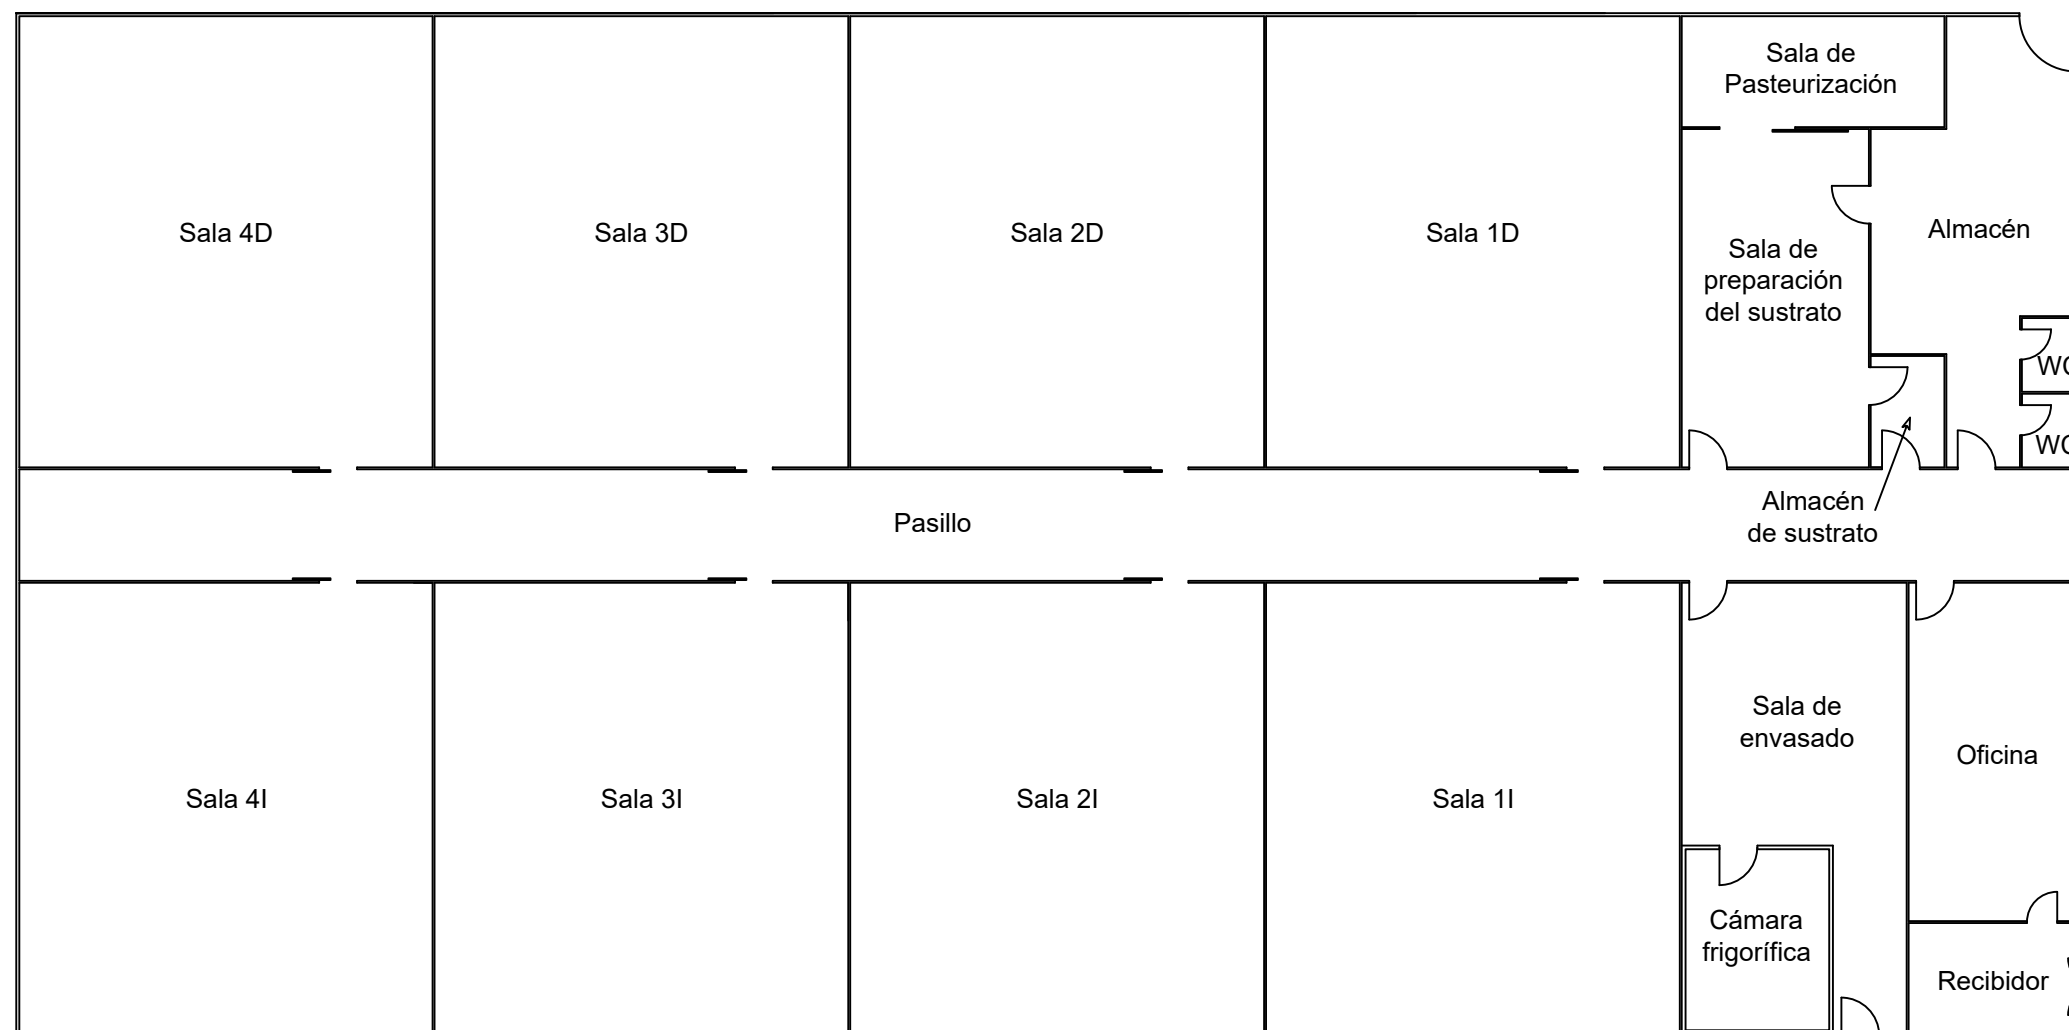 Sala de
Pasteurización
Sala 4D
Sala 3D
Sala 2D
Sala 1D
Sala de
preparación
del sustrato
Almacén
Pasillo
Almacén
de sustrato
Sala 4I
Sala 3I
Sala 2I
Sala 1I
Sala de
envasado
Oficina
Cámara
frigorífica
Recibidor